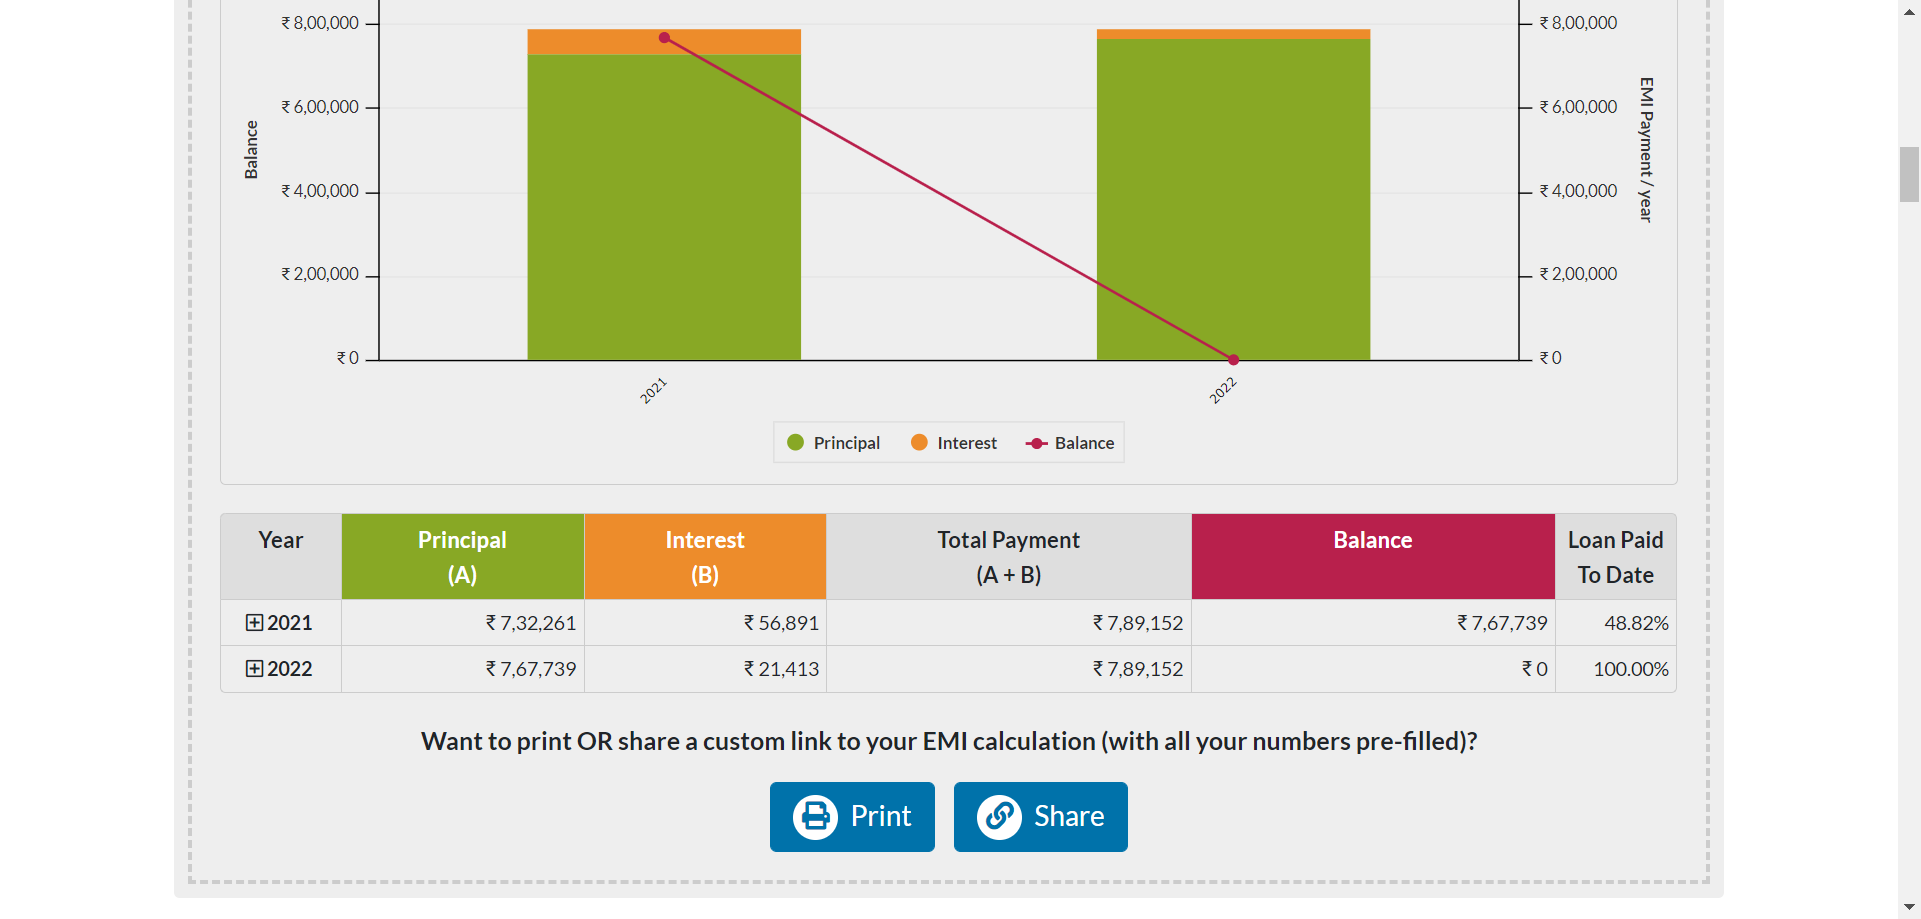 ₹ 8,00,000
₹ 8,00,000
₹ 6,00,000
₹ 6,00,000
Balance
EMI Payment / year
₹ 4,00,000
₹ 4,00,000
₹ 2,00,000
₹ 2,00,000
₹ 0
₹ 0
2021
2022
Principal Interest Balance
Year Principal Interest Total Payment Balance Loan Paid
(A) (B) (A + B) To Date
2021 ₹ 7,32,261 ₹ 56,891 ₹ 7,89,152 ₹ 7,67,739 48.82%
2022 ₹ 7,67,739 ₹ 21,413 ₹ 7,89,152 ₹ 0 100.00%
Want to print OR share a custom link to your EMI calculation (with all your numbers pre-filled)?
Print Share